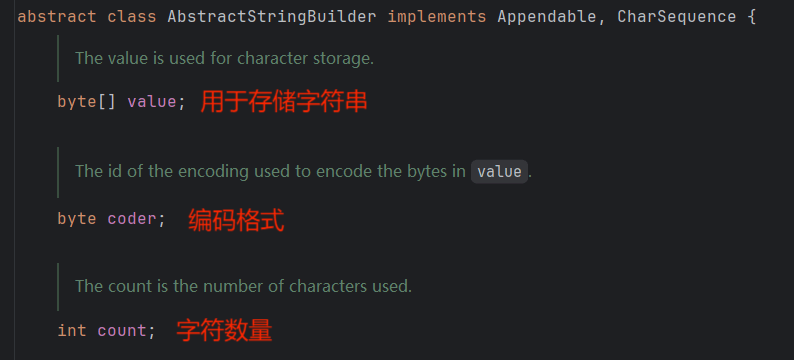 abstract class AbstractStringBuilder implements Appendable, CharSequence {
The value is used for character storage.
byte[] value; 用于存储字符串
The id of the encoding used to encode the bytes in value.
byte coder; 编码格式
The count is the number of characters used.
int count; 字符数量